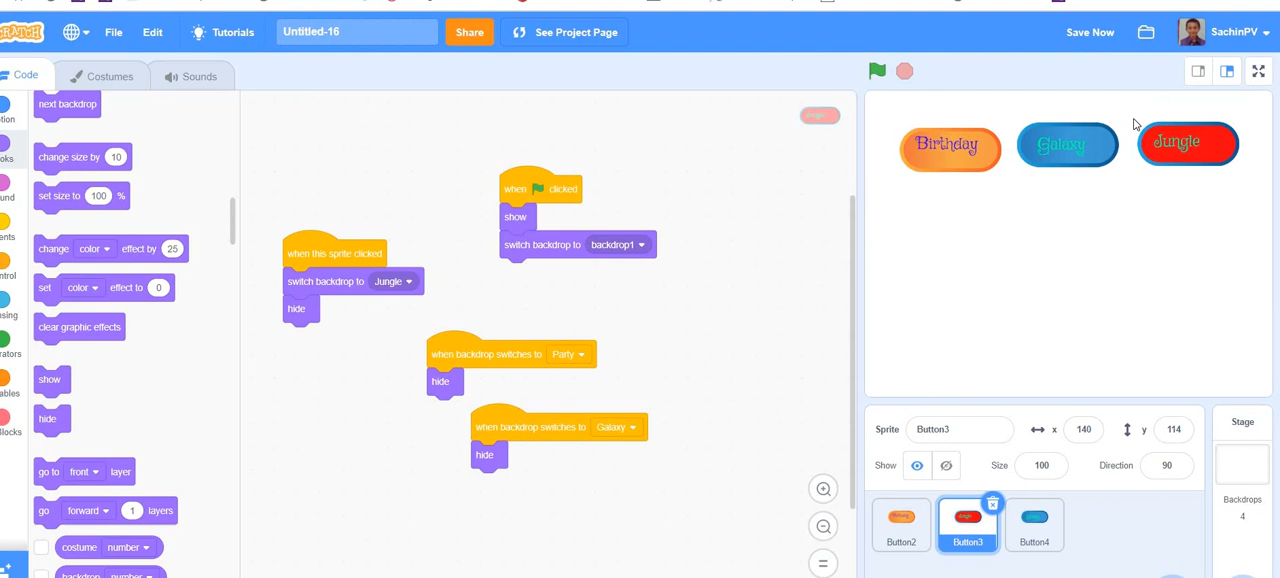 File Edit Tutorials Untitled-16 Share See Project Page Save Now SachinPV
Code Costumes Sounds
next backdrop
change size by 10
set size to 100 %
change color effect by 25
set color effect to 0
clear graphic effects
show
hide
go to front layer
go forward 1 layers
costume number
backdrop number
when clicked
show
switch backdrop to backdrop1
when this sprite clicked
switch backdrop to Jungle
hide
when backdrop switches to Party
hide
when backdrop switches to Galaxy
hide
Birthday Galaxy Jungle
Sprite Button3 x 140 y 114
Show Size 100 Direction 90
Button2 Button3 Button4
Stage
Backdrops
4